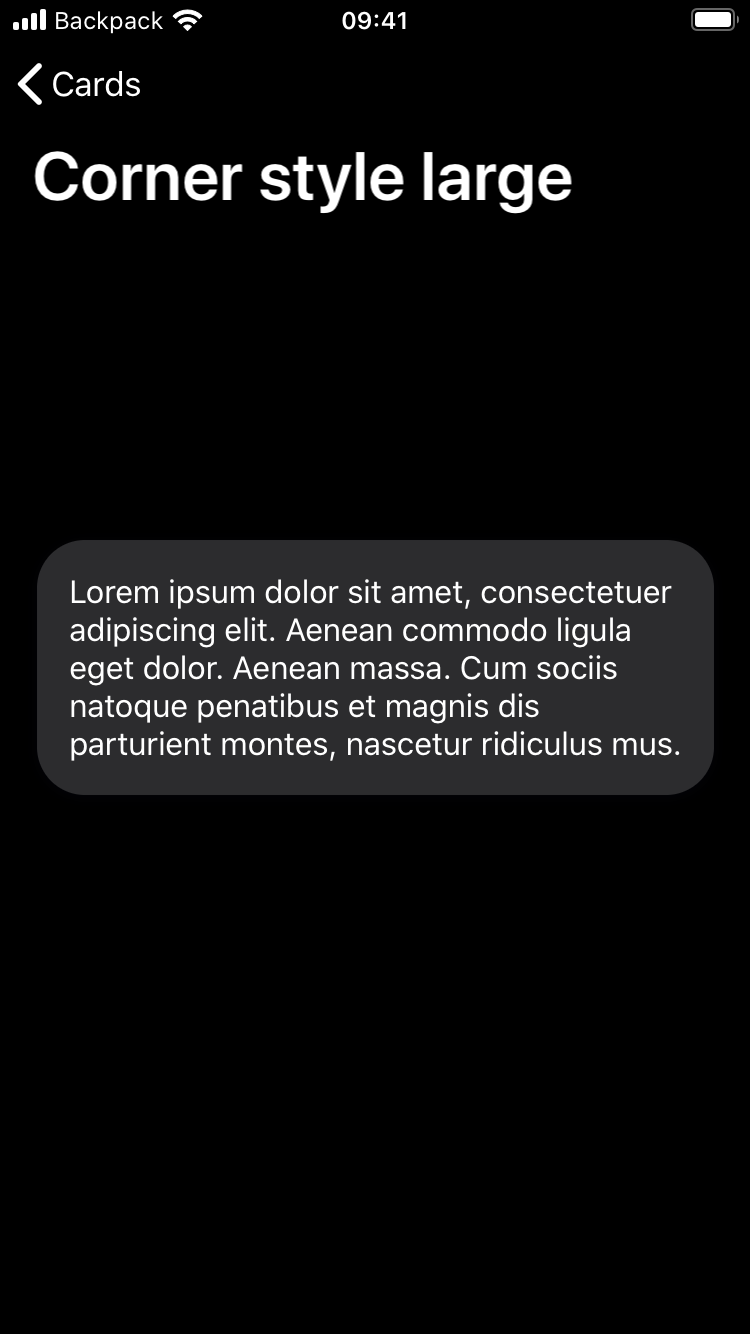 Backpack 09:41
Cards
Corner style large
Lorem ipsum dolor sit amet, consectetuer
adipiscing elit. Aenean commodo ligula
eget dolor. Aenean massa. Cum sociis
natoque penatibus et magnis dis
parturient montes, nascetur ridiculus mus.